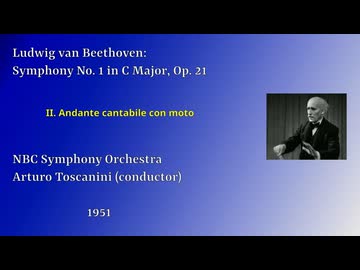 Ludwig van Beethoven:
Symphony No. 1 in C Major, Op. 21
II. Andante cantabile con moto
NBC Symphony Orchestra
Arturo Toscanini (conductor)
1951